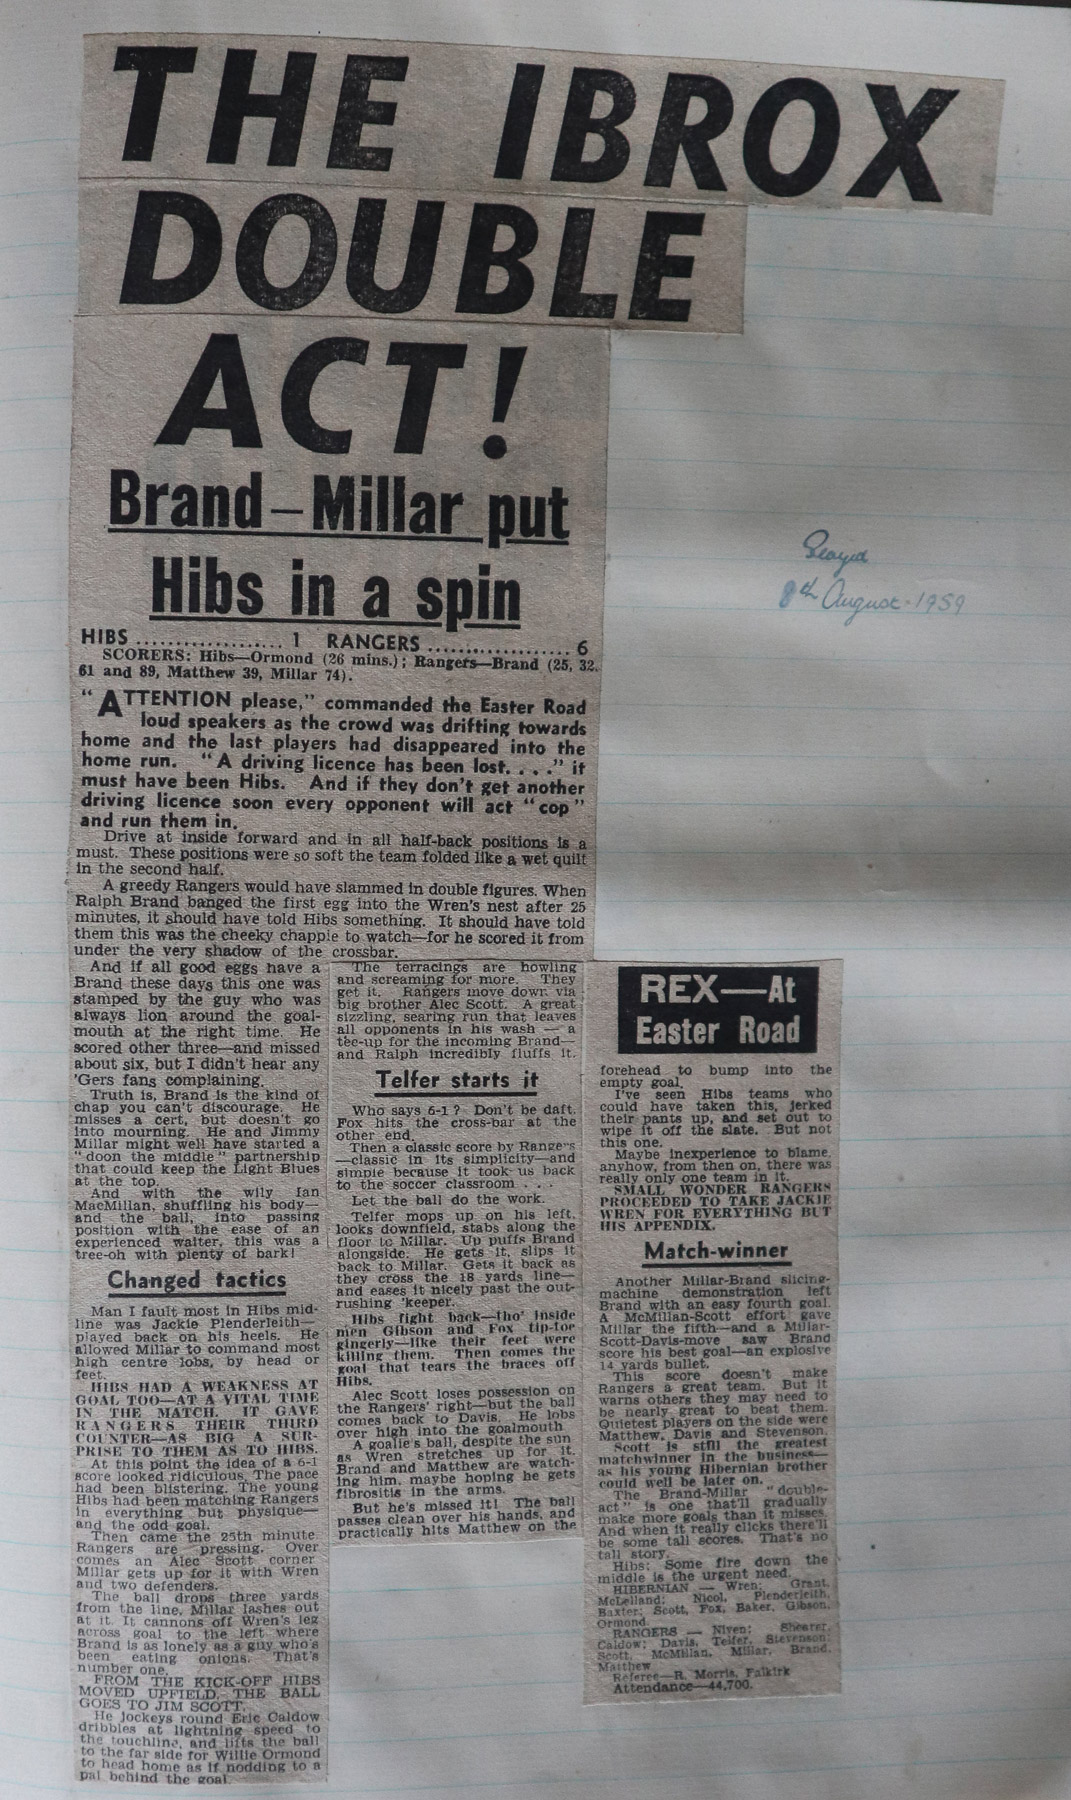 THE IBROX
DOUBLE
ACT!
Brand—Millar put
Hibs in a spin
HIBS .................. 1 RANGERS ................. 6
SCORERS: Hibs—Ormond (26 mins.); Rangers—Brand (25, 32.
61 and 89, Matthew 39, Millar 74).
"ATTENTION please," commanded the Easter Road
loud speakers as the crowd was drifting towards
home and the last players had disappeared into the
home run. "A driving licence has been lost. . . ." it
must have been Hibs. And if they don't get another
driving licence soon every opponent will act "cop"
and run them in.
Drive at inside forward and in all half-back positions is a
must. These positions were so soft the team folded like a wet quilt
in the second half.
A greedy Rangers would have slammed in double figures. When
Ralph Brand banged the first egg into the Wren's nest after 25
minutes, it should have told Hibs something. It should have told
them this was the cheeky chappie to watch—for he scored it from
under the very shadow of the crossbar.
And if all good eggs have a
Brand these days this one was
stamped by the guy who was
always lion around the goal-
mouth at the right time. He
scored other three—and missed
about six, but I didn't hear any
'Gers fans complaining.
Truth is, Brand is the kind of
chap you can't discourage. He
misses a cert, but doesn't go
into mourning. He and Jimmy
Millar might well have started a
"doon the middle" partnership
that could keep the Light Blues
at the top.
And with the wily Ian
MacMillan, shuffling his body—
and the ball, into passing
position with the ease of an
experienced waiter, this was a
tree-oh with plenty of bark!
Changed tactics
Man I fault most in Hibs mid-
line was Jackie Plenderleith—
played back on his heels. He
allowed Millar to command most
high centre lobs, by head or
feet.
HIBS HAD A WEAKNESS AT
GOAL TOO—AT A VITAL TIME
IN THE MATCH. IT GAVE
RANGERS THEIR THIRD
COUNTER—AS BIG A SUR-
PRISE TO THEM AS TO HIBS.
At this point the idea of a 6-1
score looked ridiculous. The pace
had been blistering. The young
Hibs had been matching Rangers
in everything but physique—
and the odd goal.
Then came the 25th minute.
Rangers are pressing. Over
comes an Alec Scott corner
Millar gets up for it with Wren
and two defenders.
The ball drops three yards
from the line. Millar lashes out
at it. It cannons off Wren's leg
across goal to the left where
Brand is as lonely as a guy who's
been eating onions. That's
number one.
FROM THE KICK-OFF HIBS
MOVED UPFIELD. THE BALL
GOES TO JIM SCOTT.
He jockeys round Eric Caldow
dribbles at lightning speed to
the touchline, and lifts the ball
to the far side for Willie Ormond
to head home as if nodding to a
pal behind the goal.
The terracings are howling
and screaming for more. They
get it. Rangers move down via
big brother Alec Scott. A great
sizzling, searing run that leaves
all opponents in his wash — a
tee-up for the incoming Brand—
and Ralph incredibly fluffs it.
Telfer starts it
Who says 6-1? Don't be daft.
Fox hits the cross-bar at the
other end.
Then a classic score by Rangers
—classic in its simplicity—and
simple because it took us back
to the soccer classroom . . .
Let the ball do the work.
Telfer mops up on his left,
looks downfield, stabs along the
floor to Millar. Up puffs Brand
alongside. He gets it, slips it
back to Millar. Gets it back as
they cross the 18 yards line—
and eases it nicely past the out-
rushing 'keeper.
Hibs fight back—tho' inside
men Gibson and Fox tip-toe
gingerly—like their feet were
killing them. Then comes the
goal that tears the braces off
Hibs.
Alec Scott loses possession on
the Rangers' right—but the ball
comes back to Davis. He lobs
over high into the goalmouth
A goalie's ball, despite the sun
as Wren stretches up for it.
Brand and Matthew are watch-
ing him, maybe hoping he gets
fibrositis in the arms.
But he's missed it! The ball
passes clean over his hands, and
practically hits Matthew on the
REX—At
Easter Road
forehead to bump into the
empty goal.
I've seen Hibs teams who
could have taken this, jerked
their pants up, and set out to
wipe it off the slate. But not
this one.
Maybe inexperience to blame,
anyhow, from then on, there was
really only one team in it.
SMALL WONDER RANGERS
PROCEEDED TO TAKE JACKIE
WREN FOR EVERYTHING BUT
HIS APPENDIX.
Match-winner
Another Millar-Brand slicing-
machine demonstration left
Brand with an easy fourth goal.
A McMillan-Scott effort gave
Millar the fifth—and a Millar-
Scott-Davis-move saw Brand
score his best goal—an explosive
14 yards bullet.
This score doesn't make
Rangers a great team. But it
warns others they may need to
be nearly great to beat them.
Quietest players on the side were
Matthew, Davis and Stevenson.
Scott is still the greatest
matchwinner in the business—
as his young Hibernian brother
could well be later on.
The Brand-Millar "double-
act" is one that'll gradually
make more goals than it misses.
And when it really clicks there'll
be some tall scores. That's no
tall story.
Hibs: Some fire down the
middle is the urgent need.
HIBERNIAN — Wren; Grant,
McLelland; Nicol, Plenderleith,
Baxter; Scott, Fox, Baker, Gibson,
Ormond.
RANGERS — Niven; Shearer,
Caldow; Davis, Telfer, Stevenson;
Scott, McMillan, Millar, Brand,
Matthew
Referee—R. Morris, Falkirk
Attendance—44,700.
Played
8th August 1959